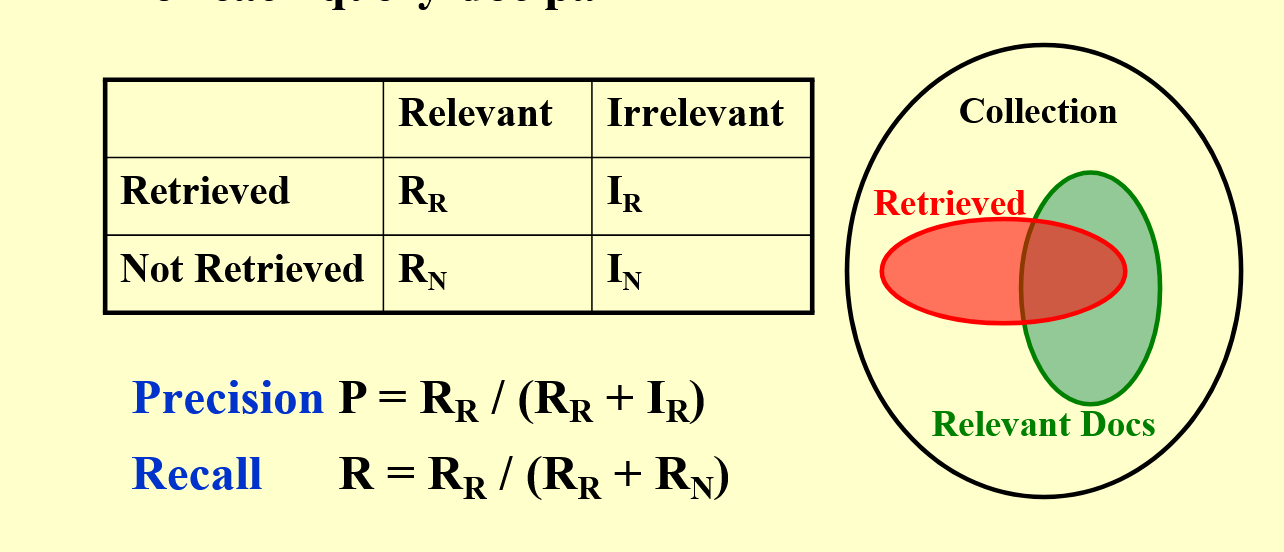 Relevant Irrelevant
Retrieved R_R I_R
Not Retrieved R_N I_N
Precision P = R_R / (R_R + I_R)
Recall R = R_R / (R_R + R_N)
Collection
Retrieved
Relevant Docs